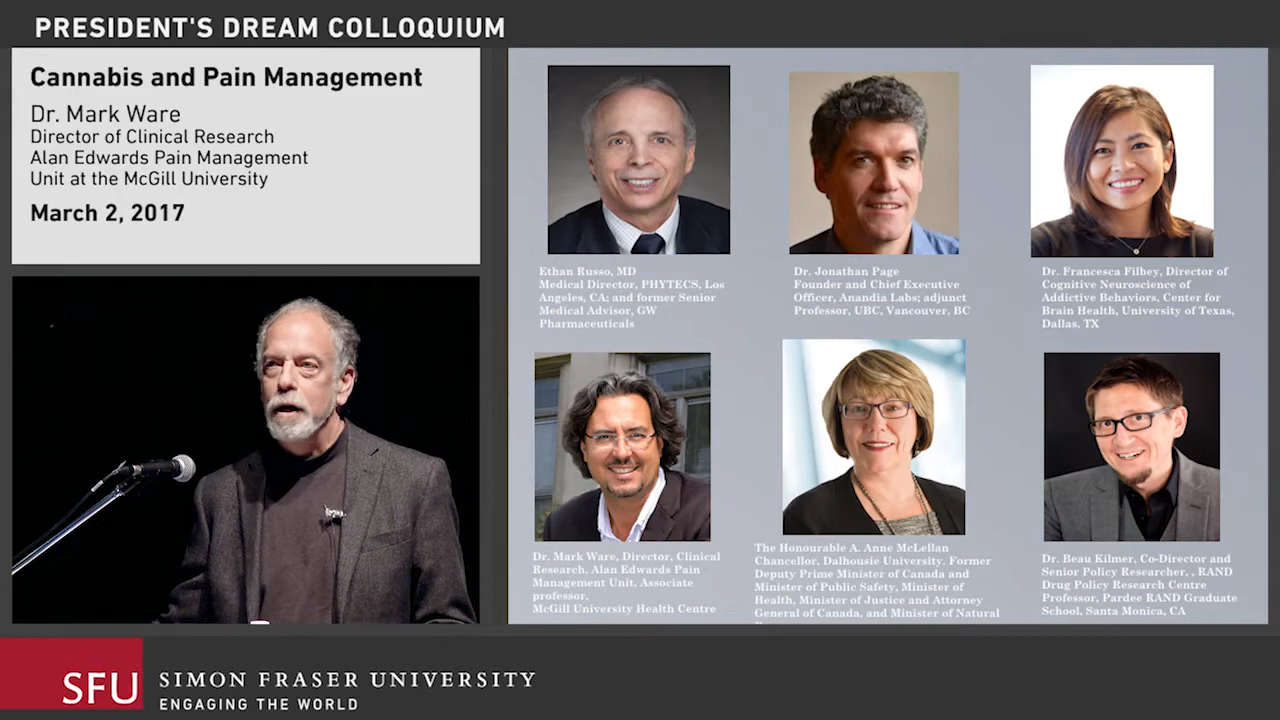 PRESIDENT'S DREAM COLLOQUIUM
Cannabis and Pain Management
Dr. Mark Ware
Director of Clinical Research
Alan Edwards Pain Management
Unit at the McGill University
March 2, 2017
Ethan Russo, MD
Medical Director, PHYTECS, Los
Angeles, CA; and former Senior
Medical Advisor, GW
Pharmaceuticals
Dr. Jonathan Page
Founder and Chief Executive
Officer, Anandia Labs; adjunct
Professor, UBC, Vancouver, BC
Dr. Francesca Filbey, Director of
Cognitive Neuroscience of
Addictive Behaviors, Center for
Brain Health, University of Texas,
Dallas, TX
Dr. Mark Ware, Director, Clinical
Research, Alan Edwards Pain
Management Unit, Associate
professor,
McGill University Health Centre
The Honourable A. Anne McLellan
Chancellor, Dalhousie University. Former
Deputy Prime Minister of Canada and
Minister of Public Safety, Minister of
Health, Minister of Justice and Attorney
General of Canada, and Minister of Natural
Dr. Beau Kilmer, Co-Director and
Senior Policy Researcher, , RAND
Drug Policy Research Centre
Professor, Pardee RAND Graduate
School, Santa Monica, CA
SFU
SIMON FRASER UNIVERSITY
ENGAGING THE WORLD